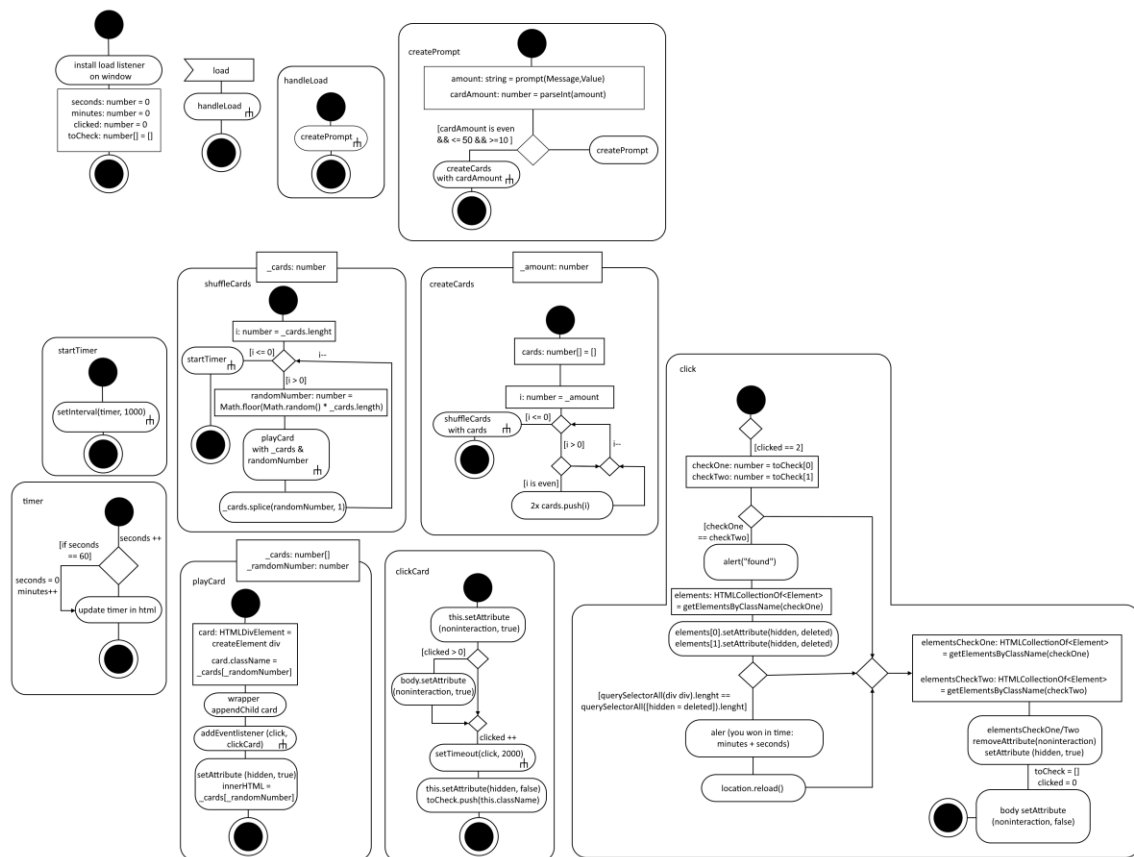 install load listener
on window
seconds: number = 0
minutes: number = 0
clicked: number = 0
toCheck: number[] = []
load
handleLoad
handleLoad
createPrompt
createPrompt
amount: string = prompt(Message,Value)
cardAmount: number = parseInt(amount)
[cardAmount is even
&& <= 50 && >=10 ]
createPrompt
createCards
with cardAmount
_cards: number
shuffleCards
i: number = _cards.lenght
[i <= 0]
i--
startTimer
[i > 0]
randomNumber: number =
Math.floor(Math.random() * _cards.length)
playCard
with _cards &
randomNumber
_cards.splice(randomNumber, 1)
_amount: number
createCards
cards: number[] = []
i: number = _amount
[i <= 0]
shuffleCards
with cards
[i > 0]
i--
[i is even]
2x cards.push(i)
startTimer
setInterval(timer, 1000)
timer
seconds ++
[if seconds
== 60]
seconds = 0
minutes++
update timer in html
_cards: number[]
_ramdomNumber: number
playCard
card: HTMLDivElement =
createElement div
card.className =
_cards[_randomNumber]
wrapper
appendChild card
addEventlistener (click,
clickCard)
setAttribute (hidden, true)
innerHTML =
_cards[_randomNumber]
clickCard
this.setAttribute
(noninteraction, true)
[clicked > 0]
body.setAttribute
(noninteraction, true)
clicked ++
setTimeout(click, 2000)
this.setAttribute(hidden, false)
toCheck.push(this.className)
click
[clicked == 2]
checkOne: number = toCheck[0]
checkTwo: number = toCheck[1]
[checkOne
== checkTwo]
alert("found")
elements: HTMLCollectionOf<Element>
= getElementsByClassName(checkOne)
elements[0].setAttribute(hidden, deleted)
elements[1].setAttribute(hidden, deleted)
[querySelectorAll(div div).lenght ==
querySelectorAll([hidden = deleted]).lenght]
aler (you won in time:
minutes + seconds)
location.reload()
elementsCheckOne: HTMLCollectionOf<Element>
= getElementsByClassName(checkOne)
elementsCheckTwo: HTMLCollectionOf<Element>
= getElementsByClassName(checkTwo)
elementsCheckOne/Two
removeAttribute(noninteraction)
setAttribute (hidden, true)
toCheck = []
clicked = 0
body setAttribute
(noninteraction, false)